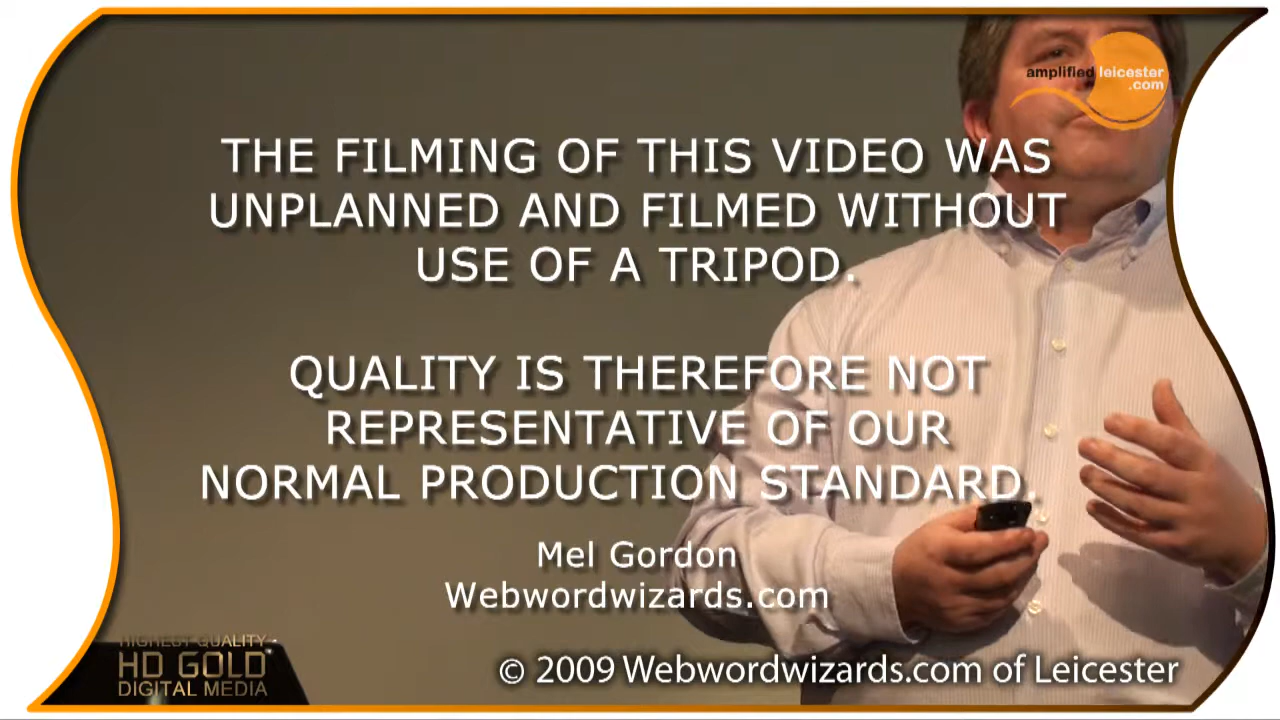 amplified leicester
.com
THE FILMING OF THIS VIDEO WAS
UNPLANNED AND FILMED WITHOUT
USE OF A TRIPOD.
QUALITY IS THEREFORE NOT
REPRESENTATIVE OF OUR
NORMAL PRODUCTION STANDARD.
Mel Gordon
Webwordwizards.com
HIGHEST QUALITY
HD GOLD
DIGITAL MEDIA
© 2009 Webwordwizards.com of Leicester